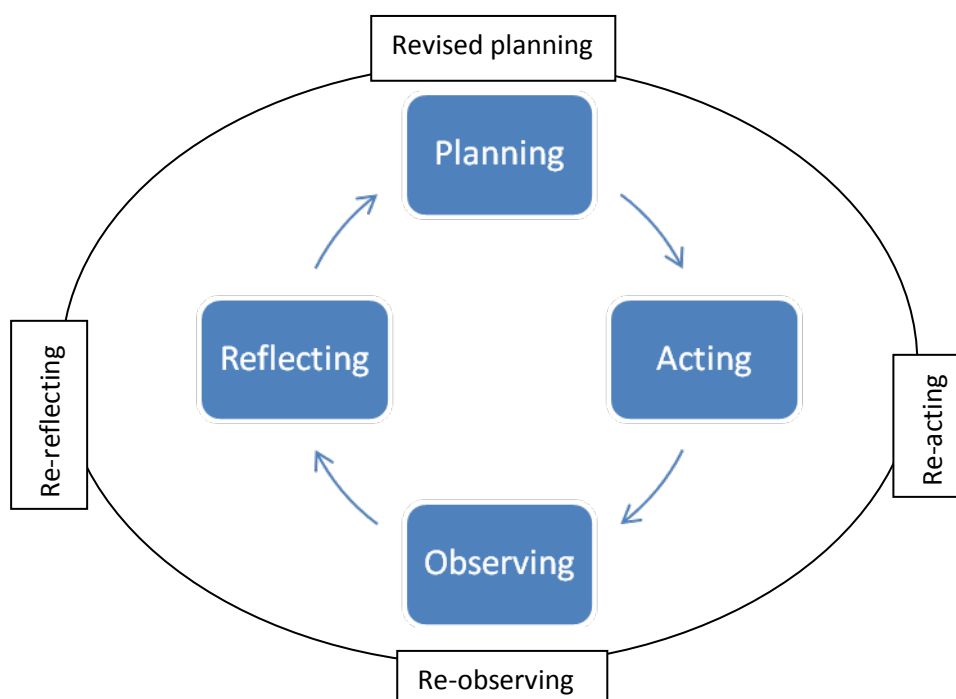 Revised planning
Planning
Reflecting
Acting
Re-reflecting
Re-acting
Observing
Re-observing